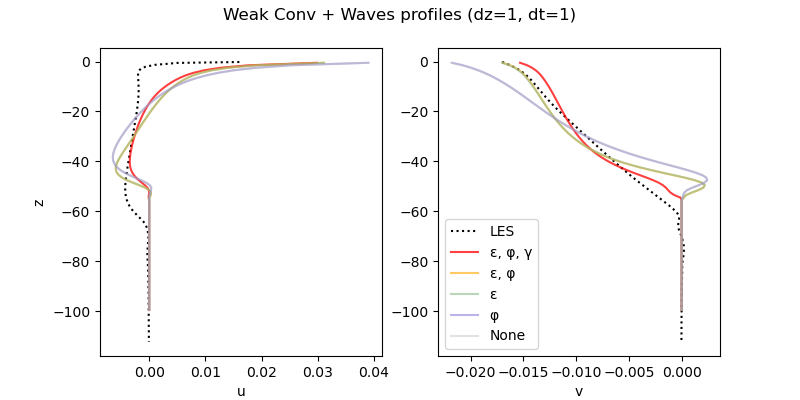 Weak Conv + Waves profiles (dz=1, dt=1)
0
−20
−40
−60
−80
−100
z
0.00 0.01 0.02 0.03 0.04
u
0
−20
−40
−60
−80
−100
LES
ε, φ, γ
ε, φ
ε
φ
None
−0.020 −0.015 −0.010 −0.005 0.000
v